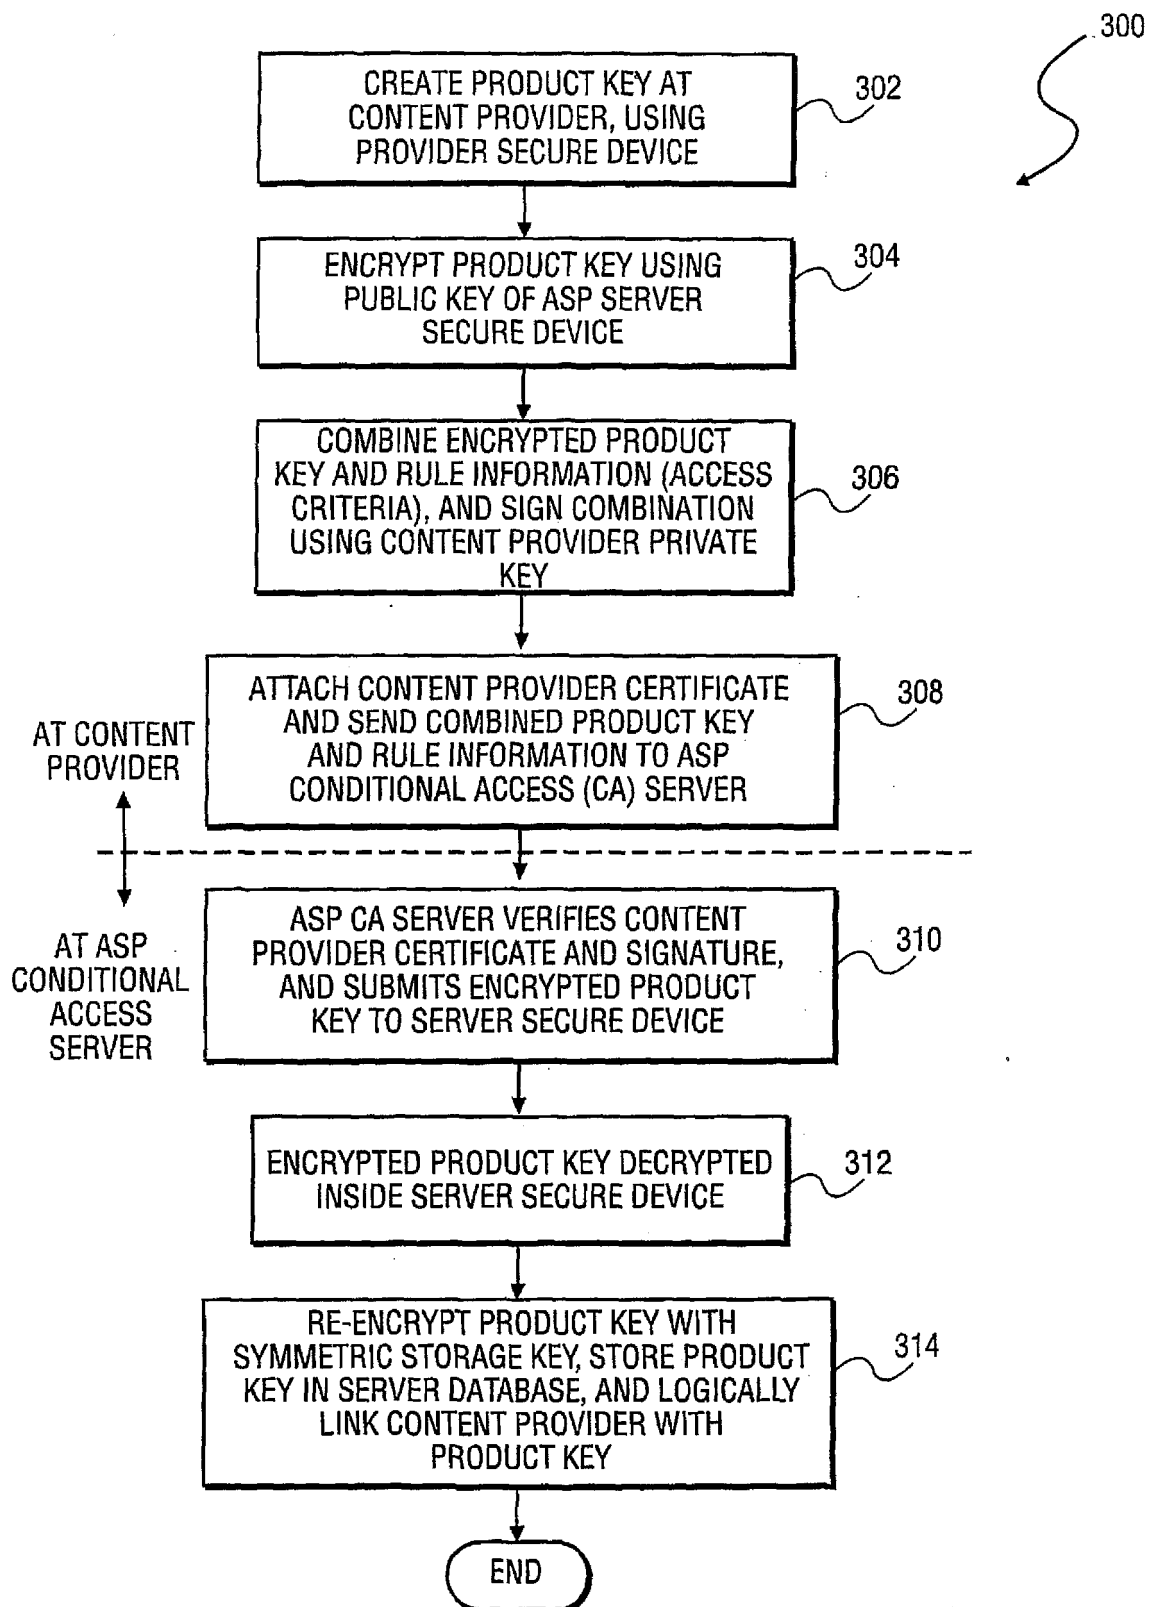 300
CREATE PRODUCT KEY AT
CONTENT PROVIDER, USING
PROVIDER SECURE DEVICE
302
ENCRYPT PRODUCT KEY USING
PUBLIC KEY OF ASP SERVER
SECURE DEVICE
304
COMBINE ENCRYPTED PRODUCT
KEY AND RULE INFORMATION (ACCESS
CRITERIA), AND SIGN COMBINATION
USING CONTENT PROVIDER PRIVATE
KEY
306
ATTACH CONTENT PROVIDER CERTIFICATE
AND SEND COMBINED PRODUCT KEY
AND RULE INFORMATION TO ASP
CONDITIONAL ACCESS (CA) SERVER
308
AT CONTENT
PROVIDER
AT ASP
CONDITIONAL
ACCESS
SERVER
ASP CA SERVER VERIFIES CONTENT
PROVIDER CERTIFICATE AND SIGNATURE,
AND SUBMITS ENCRYPTED PRODUCT
KEY TO SERVER SECURE DEVICE
310
ENCRYPTED PRODUCT KEY DECRYPTED
INSIDE SERVER SECURE DEVICE
312
RE-ENCRYPT PRODUCT KEY WITH
SYMMETRIC STORAGE KEY, STORE PRODUCT
KEY IN SERVER DATABASE, AND LOGICALLY
LINK CONTENT PROVIDER WITH
PRODUCT KEY
314
END